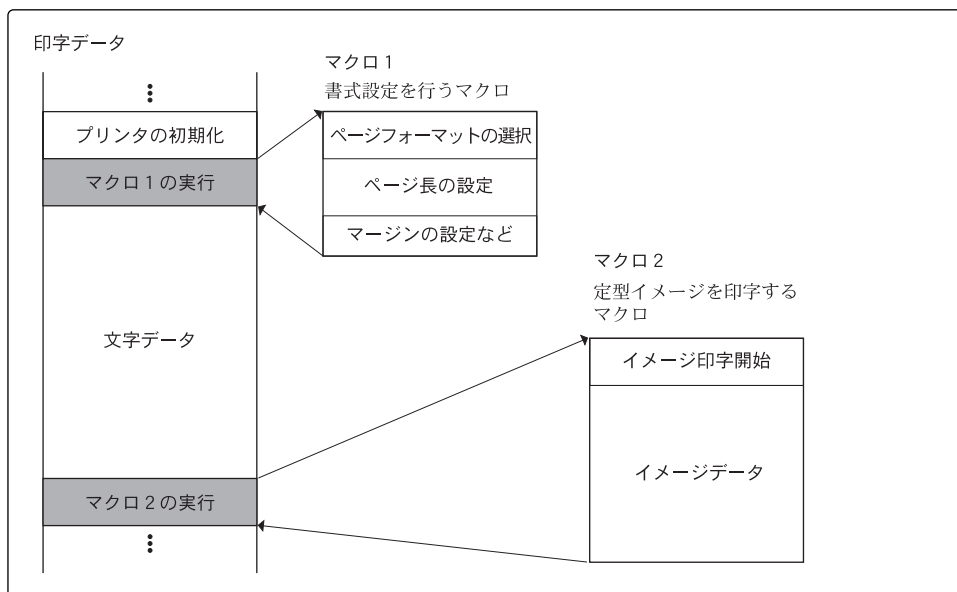 印字データ
プリンタの初期化
マクロ1の実行
文字データ
マクロ2の実行
マクロ1
書式設定を行うマクロ
ページフォーマットの選択
ページ長の設定
マージンの設定など
マクロ2
定型イメージを印字する
マクロ
イメージ印字開始
イメージデータ